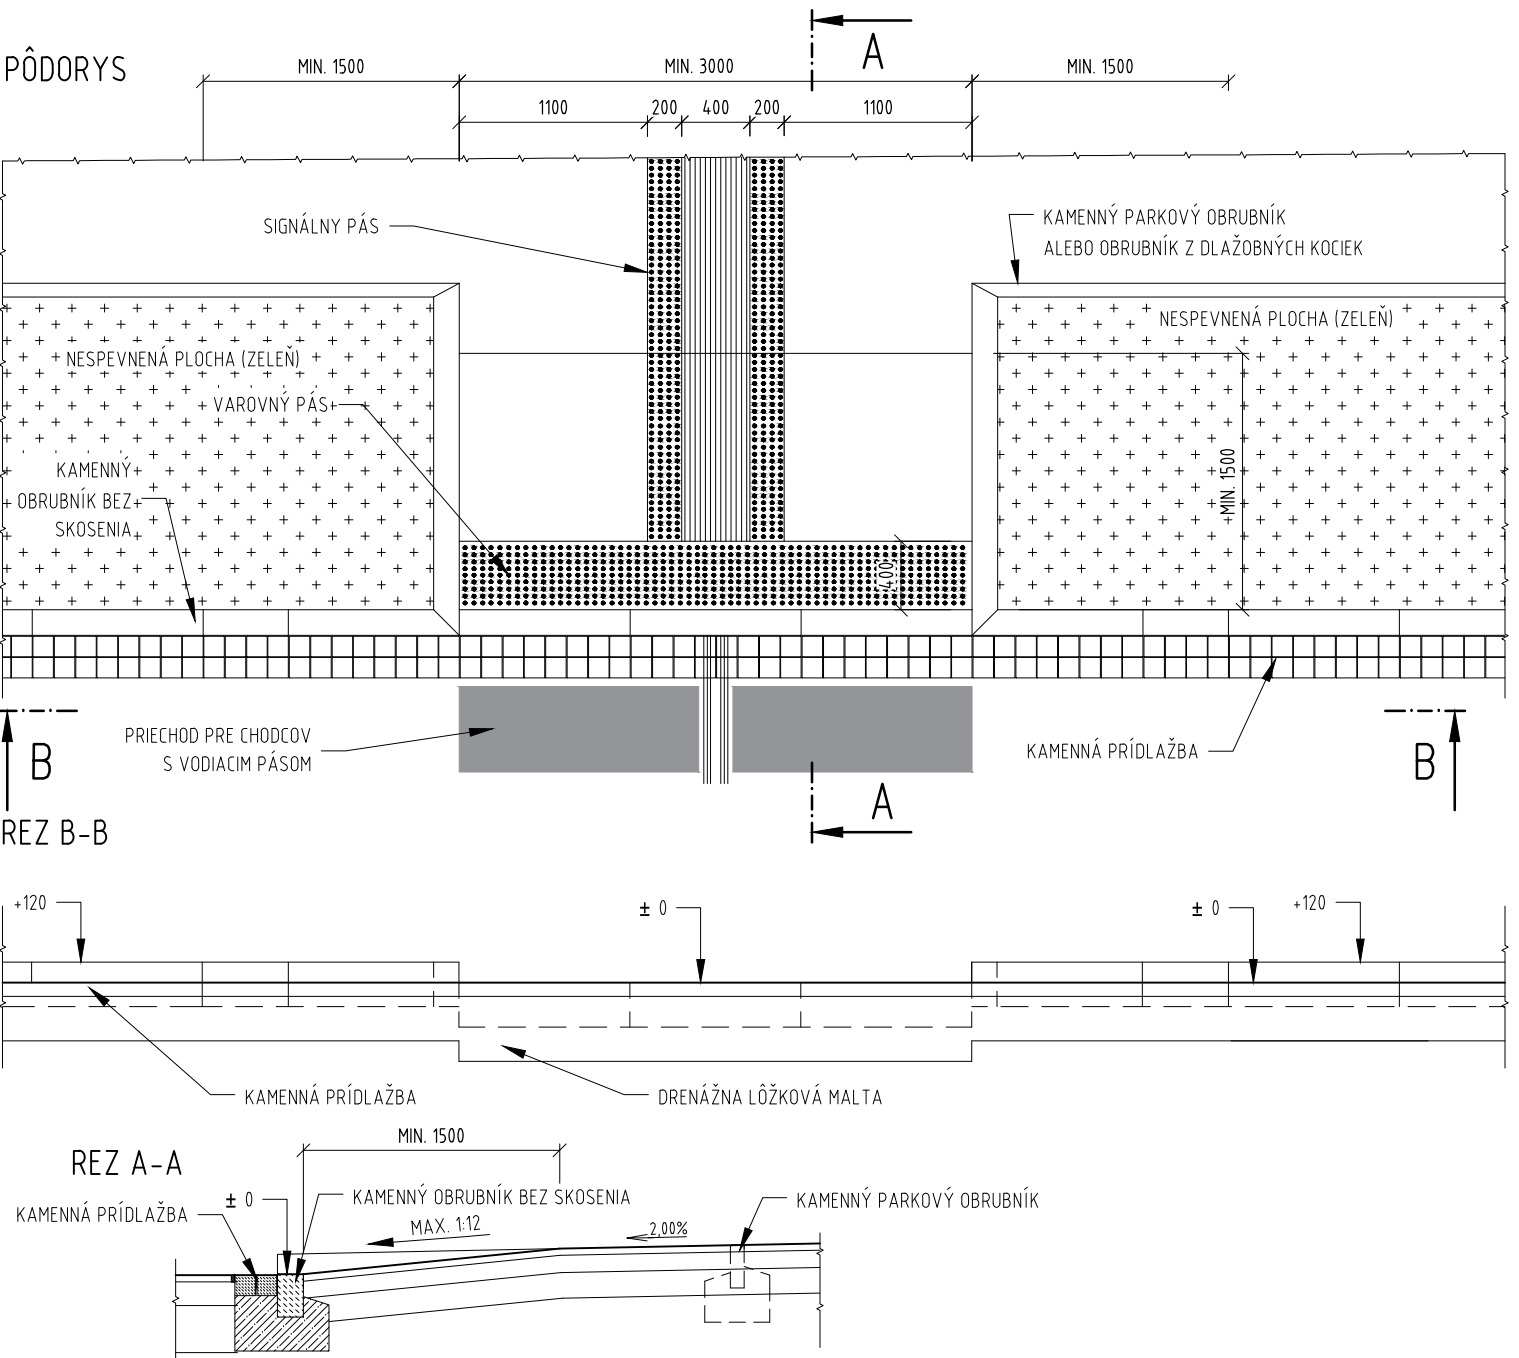 PÔDORYS
A
MIN. 1500
MIN. 3000
MIN. 1500
1100
200
400
200
1100
SIGNÁLNY PÁS
KAMENNÝ PARKOVÝ OBRUBNÍK
ALEBO OBRUBNÍK Z DLAŽOBNÝCH KOCIEK
NESPEVNENÁ PLOCHA (ZELEŇ)
NESPEVNENÁ PLOCHA (ZELEŇ)
VAROVNÝ PÁS
KAMENNÝ
OBRUBNÍK BEZ
SKOSENIA
MIN. 1500
400
PRIECHOD PRE CHODCOV
S VODIACIM PÁSOM
KAMENNÁ PRÍDLAŽBA
B
B
A
REZ B-B
+120
± 0
± 0
+120
KAMENNÁ PRÍDLAŽBA
DRENÁŽNA LÔŽKOVÁ MALTA
REZ A-A
MIN. 1500
KAMENNÁ PRÍDLAŽBA
± 0
KAMENNÝ OBRUBNÍK BEZ SKOSENIA
MAX. 1:12
2,00%
KAMENNÝ PARKOVÝ OBRUBNÍK